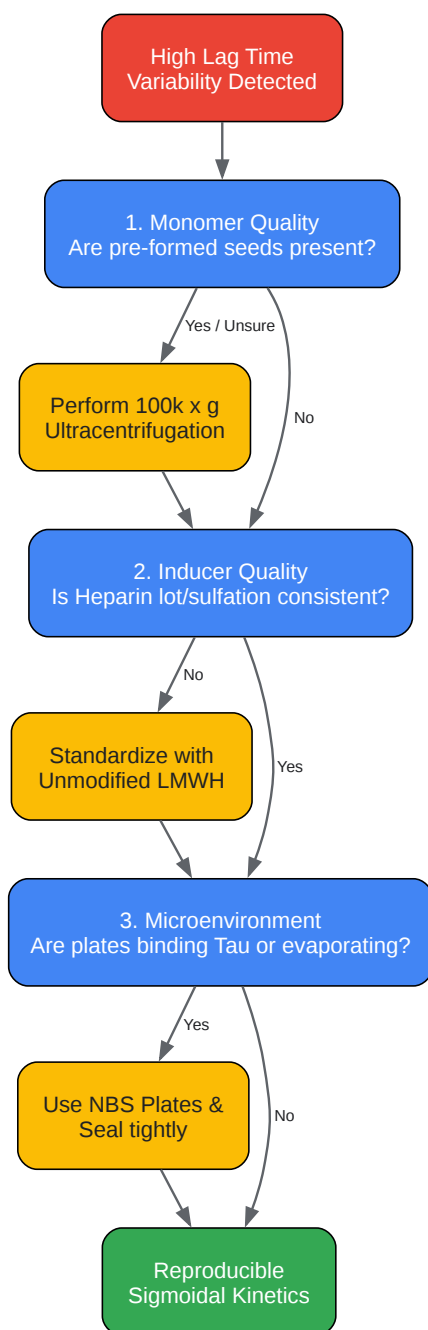 High Lag Time
Variability Detected
1. Monomer Quality
Are pre-formed seeds present?
Yes / Unsure
Perform 100k x g
Ultracentrifugation
No
2. Inducer Quality
Is Heparin lot/sulfation consistent?
No
Standardize with
Unmodified LMWH
Yes
3. Microenvironment
Are plates binding Tau or evaporating?
Yes
Use NBS Plates &
Seal tightly
No
Reproducible
Sigmoidal Kinetics